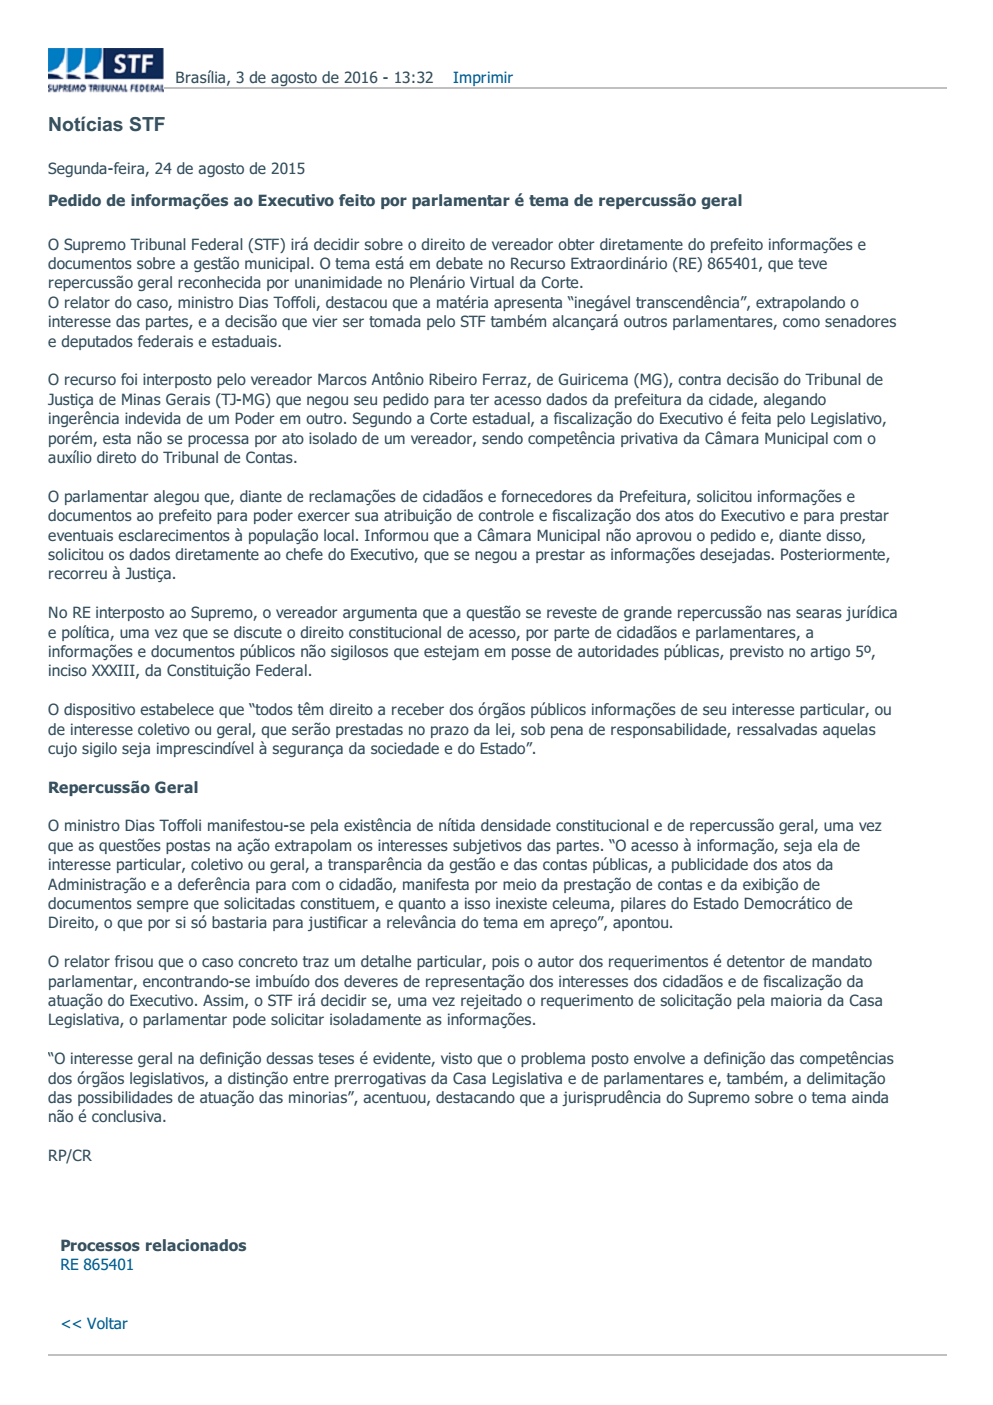 STF
SUPREMO TRIBUNAL FEDERAL
Brasília, 3 de agosto de 2016 - 13:32 Imprimir
Notícias STF
Segunda-feira, 24 de agosto de 2015
Pedido de informações ao Executivo feito por parlamentar é tema de repercussão geral
O Supremo Tribunal Federal (STF) irá decidir sobre o direito de vereador obter diretamente do prefeito informações e
documentos sobre a gestão municipal. O tema está em debate no Recurso Extraordinário (RE) 865401, que teve
repercussão geral reconhecida por unanimidade no Plenário Virtual da Corte.
O relator do caso, ministro Dias Toffoli, destacou que a matéria apresenta “inegável transcendência”, extrapolando o
interesse das partes, e a decisão que vier ser tomada pelo STF também alcançará outros parlamentares, como senadores
e deputados federais e estaduais.
O recurso foi interposto pelo vereador Marcos Antônio Ribeiro Ferraz, de Guiricema (MG), contra decisão do Tribunal de
Justiça de Minas Gerais (TJ-MG) que negou seu pedido para ter acesso dados da prefeitura da cidade, alegando
ingerência indevida de um Poder em outro. Segundo a Corte estadual, a fiscalização do Executivo é feita pelo Legislativo,
porém, esta não se processa por ato isolado de um vereador, sendo competência privativa da Câmara Municipal com o
auxílio direto do Tribunal de Contas.
O parlamentar alegou que, diante de reclamações de cidadãos e fornecedores da Prefeitura, solicitou informações e
documentos ao prefeito para poder exercer sua atribuição de controle e fiscalização dos atos do Executivo e para prestar
eventuais esclarecimentos à população local. Informou que a Câmara Municipal não aprovou o pedido e, diante disso,
solicitou os dados diretamente ao chefe do Executivo, que se negou a prestar as informações desejadas. Posteriormente,
recorreu à Justiça.
No RE interposto ao Supremo, o vereador argumenta que a questão se reveste de grande repercussão nas searas jurídica
e política, uma vez que se discute o direito constitucional de acesso, por parte de cidadãos e parlamentares, a
informações e documentos públicos não sigilosos que estejam em posse de autoridades públicas, previsto no artigo 5º,
inciso XXXIII, da Constituição Federal.
O dispositivo estabelece que “todos têm direito a receber dos órgãos públicos informações de seu interesse particular, ou
de interesse coletivo ou geral, que serão prestadas no prazo da lei, sob pena de responsabilidade, ressalvadas aquelas
cujo sigilo seja imprescindível à segurança da sociedade e do Estado”.
Repercussão Geral
O ministro Dias Toffoli manifestou-se pela existência de nítida densidade constitucional e de repercussão geral, uma vez
que as questões postas na ação extrapolam os interesses subjetivos das partes. “O acesso à informação, seja ela de
interesse particular, coletivo ou geral, a transparência da gestão e das contas públicas, a publicidade dos atos da
Administração e a deferência para com o cidadão, manifesta por meio da prestação de contas e da exibição de
documentos sempre que solicitadas constituem, e quanto a isso inexiste celeuma, pilares do Estado Democrático de
Direito, o que por si só bastaria para justificar a relevância do tema em apreço”, apontou.
O relator frisou que o caso concreto traz um detalhe particular, pois o autor dos requerimentos é detentor de mandato
parlamentar, encontrando-se imbuído dos deveres de representação dos interesses dos cidadãos e de fiscalização da
atuação do Executivo. Assim, o STF irá decidir se, uma vez rejeitado o requerimento de solicitação pela maioria da Casa
Legislativa, o parlamentar pode solicitar isoladamente as informações.
“O interesse geral na definição dessas teses é evidente, visto que o problema posto envolve a definição das competências
dos órgãos legislativos, a distinção entre prerrogativas da Casa Legislativa e de parlamentares e, também, a delimitação
das possibilidades de atuação das minorias”, acentuou, destacando que a jurisprudência do Supremo sobre o tema ainda
não é conclusiva.
RP/CR
Processos relacionados
RE 865401
<< Voltar